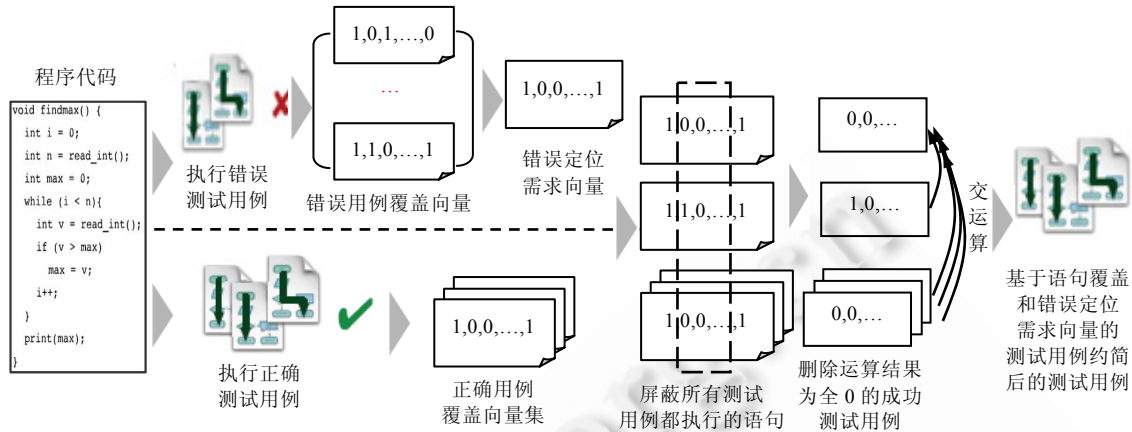 程序代码
void findmax() {
int i = 0;
int n = read_int();
int max = 0;
while (i < n){
int v = read_int();
if (v > max)
max = v;
i++;
}
print(max);
}
执行错误
测试用例
1,0,1,…,0
…
1,1,0,…,1
错误用例覆盖向量
1,0,0,…,1
错误定位
需求向量
执行正确
测试用例
1,0,0,…,1
正确用例
覆盖向量集
1,0,0,…,1
1,1,0,…,1
1,0,0,…,1
屏蔽所有测试
用例都执行的语句
0,0,…
1,0,…
0,0,…
删除运算结果
为全 0 的成功
测试用例
交运算
基于语句覆盖
和错误定位
需求向量的
测试用例约简
后的测试用例